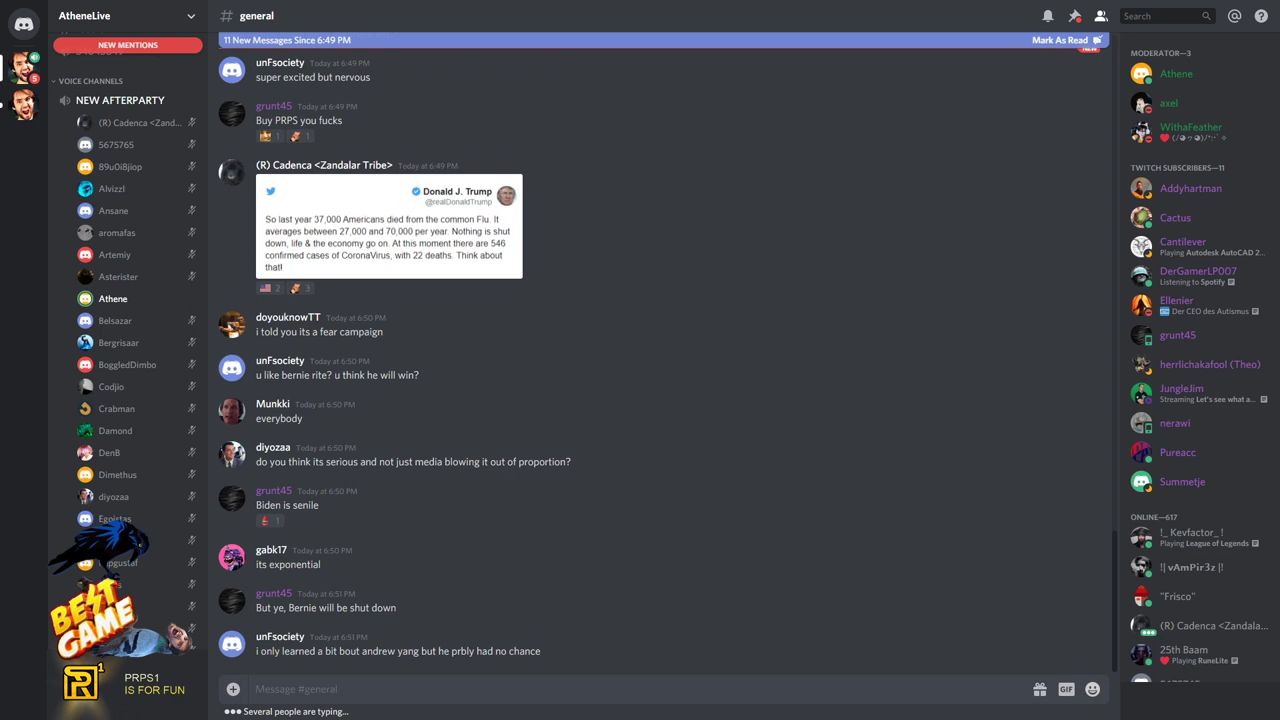 AtheneLive
NEW MENTIONS
VOICE CHANNELS
NEW AFTERPARTY
(R) Cadenca <Zand...
5675765
89u0i8jiop
Alvizzl
Ansane
aromafas
Artemiy
Asterister
Athene
Belsazar
Bergrisaar
BoggledDimbo
Codjio
Crabman
Damond
DenB
Dimethus
diyozaa
Egoistas
BEST
GAME
PRPS1
IS FOR FUN
# general
11 New Messages Since 6:49 PM
Mark As Read
NEW
unFsociety Today at 6:49 PM
super excited but nervous
grunt45 Today at 6:49 PM
Buy PRPS you fucks
1 1
(R) Cadenca <Zandalar Tribe> Today at 6:49 PM
Donald J. Trump
@realDonaldTrump
So last year 37,000 Americans died from the common Flu. It
averages between 27,000 and 70,000 per year. Nothing is shut
down, life & the economy go on. At this moment there are 546
confirmed cases of CoronaVirus, with 22 deaths. Think about
that!
2 3
doyouknowTT Today at 6:50 PM
i told you its a fear campaign
unFsociety Today at 6:50 PM
u like bernie rite? u think he will win?
Munkki Today at 6:50 PM
everybody
diyozaa Today at 6:50 PM
do you think its serious and not just media blowing it out of proportion?
grunt45 Today at 6:50 PM
Biden is senile
1
gabk17 Today at 6:50 PM
its exponential
grunt45 Today at 6:51 PM
But ye, Bernie will be shut down
unFsociety Today at 6:51 PM
i only learned a bit bout andrew yang but he prbly had no chance
Message #general
GIF
Several people are typing...
Search
MODERATOR—3
Athene
axel
WithaFeather
TWITCH SUBSCRIBERS—11
Addyhartman
Cactus
Cantilever
Playing Autodesk AutoCAD 2...
DerGamerLP007
Listening to Spotify
Ellenier
Der CEO des Autismus
grunt45
herrlichakafool (Theo)
JungleJim
Streaming Let's see what a...
nerawi
Pureacc
Summetje
ONLINE—617
!_ Kevfactor_ !
Playing League of Legends
!| vAmPir3z |!
"Frisco"
(R) Cadenca <Zandala...
25th Baam
Playing RuneLite